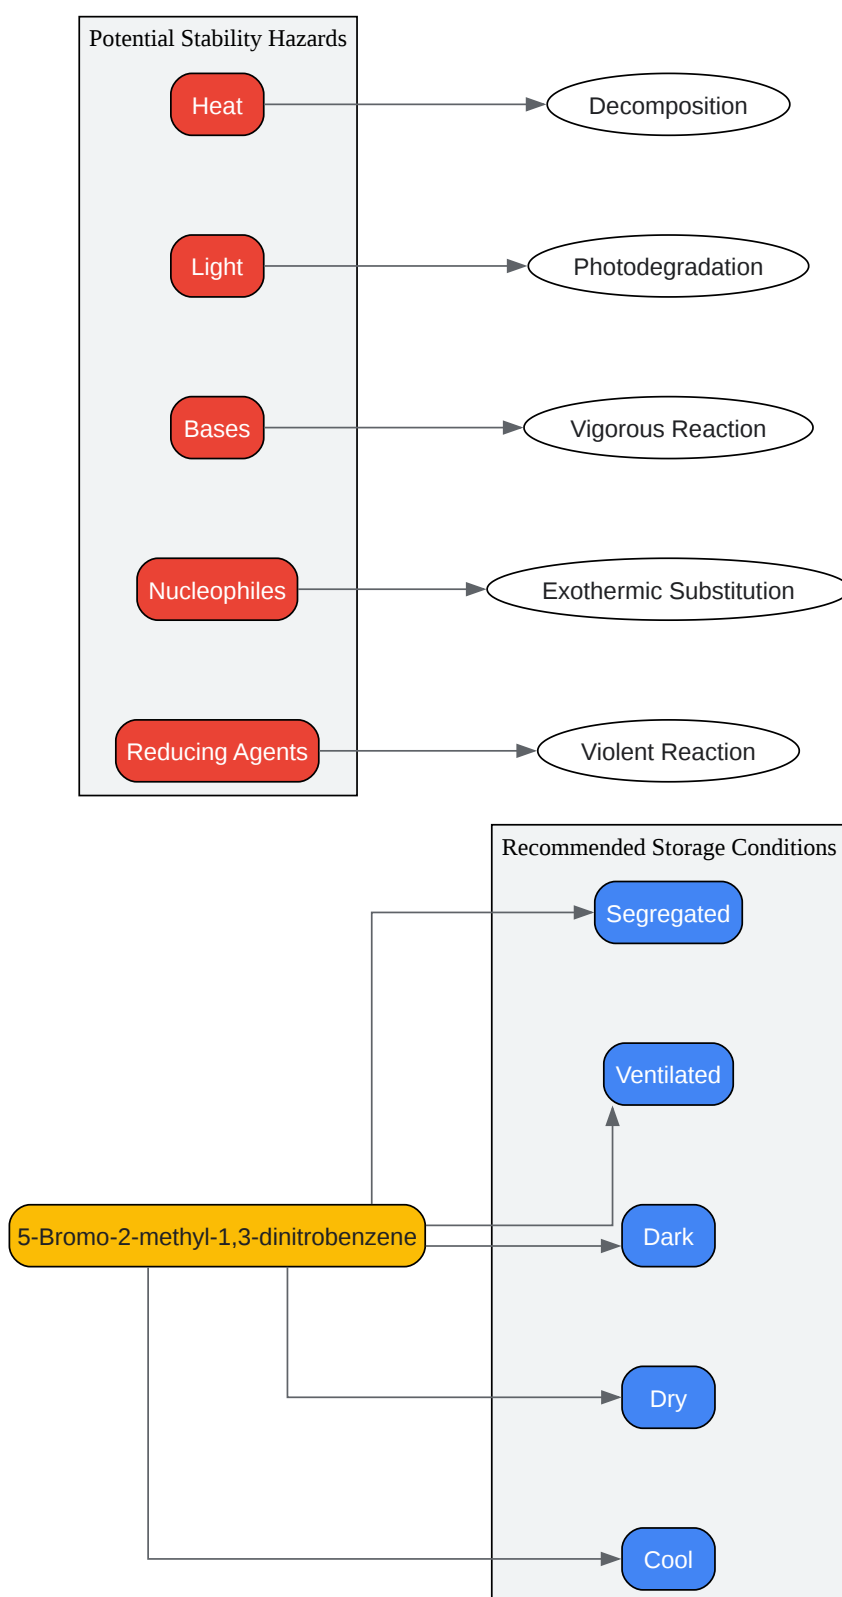 Potential Stability Hazards
Heat
Decomposition
Light
Photodegradation
Bases
Vigorous Reaction
Nucleophiles
Exothermic Substitution
Reducing Agents
Violent Reaction
Recommended Storage Conditions
Segregated
Ventilated
5-Bromo-2-methyl-1,3-dinitrobenzene
Dark
Dry
Cool